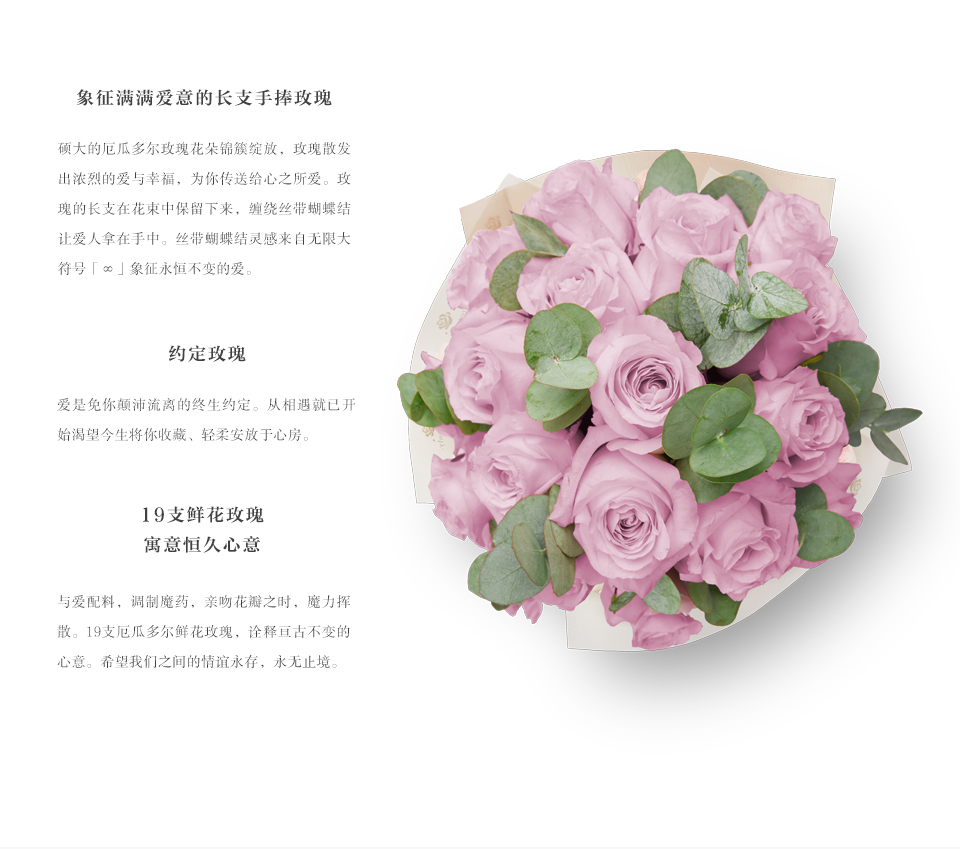 象征满满爱意的长支手捧玫瑰
硕大的厄瓜多尔玫瑰花朵锦簇绽放，玫瑰散发
出浓烈的爱与幸福，为你传送给心之所爱。玫
瑰的长支在花束中保留下来，缠绕丝带蝴蝶结
让爱人拿在手中。丝带蝴蝶结灵感来自无限大
符号「∞」象征永恒不变的爱。
约定玫瑰
爱是免你颠沛流离的终生约定。从相遇就已开
始渴望今生将你收藏、轻柔安放于心房。
19支鲜花玫瑰
寓意恒久心意
与爱配料，调制魔药，亲吻花瓣之时，魔力挥
散。19支厄瓜多尔鲜花玫瑰，诠释亘古不变的
心意。希望我们之间的情谊永存，永无止境。